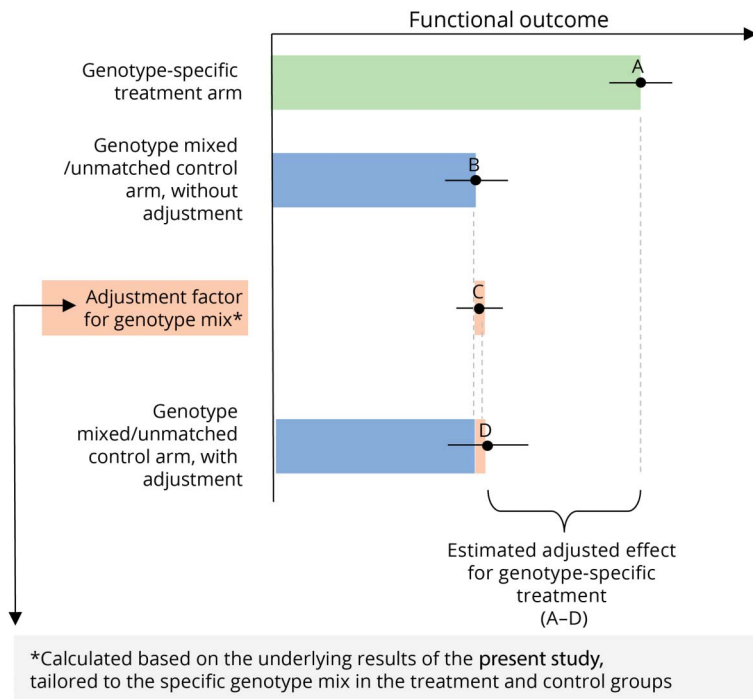 Functional outcome
Genotype-specific
treatment arm
A
Genotype mixed
/unmatched control
arm, without
adjustment
B
Adjustment factor
for genotype mix*
C
Genotype
mixed/unmatched
control arm, with
adjustment
D
Estimated adjusted effect
for genotype-specific
treatment
(A–D)
*Calculated based on the underlying results of the present study,
tailored to the specific genotype mix in the treatment and control groups